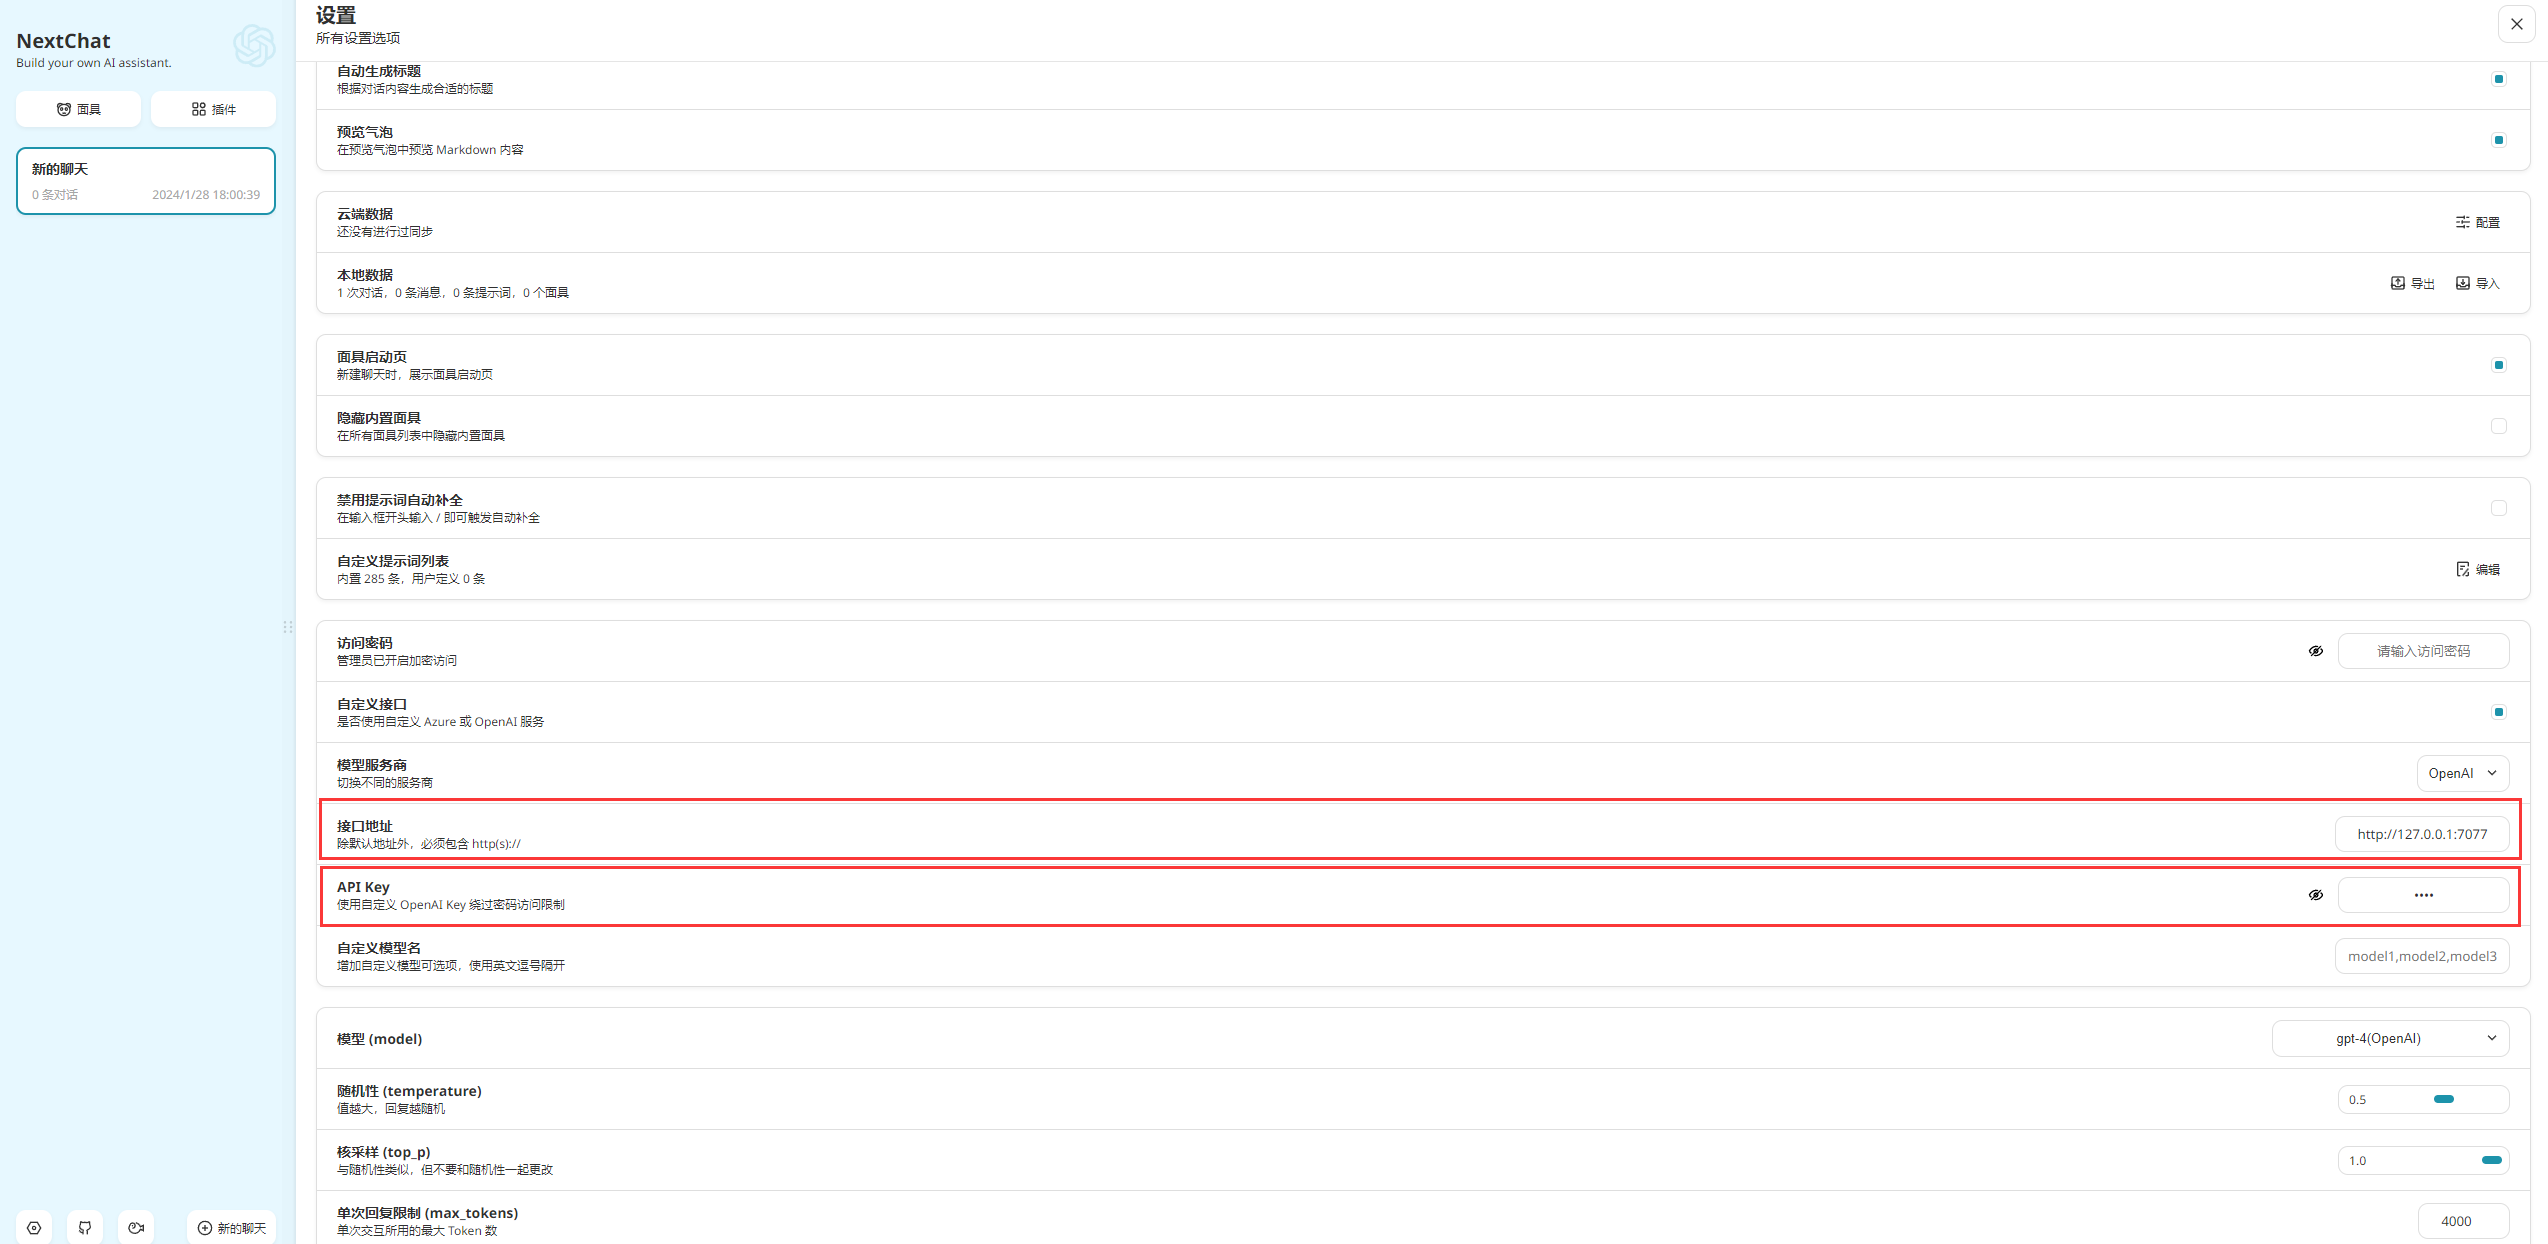 NextChat
Build your own AI assistant.
面具
插件
新的聊天
0 条对话
2024/1/28 18:00:39
新的聊天
设置
所有设置选项
自动生成标题
根据对话内容生成合适的标题
预览气泡
在预览气泡中预览 Markdown 内容
云端数据
还没有进行过同步
配置
本地数据
1 次对话，0 条消息，0 条提示词，0 个面具
导出
导入
面具启动页
新建聊天时，展示面具启动页
隐藏内置面具
在所有面具列表中隐藏内置面具
禁用提示词自动补全
在输入框开头输入 / 即可触发自动补全
自定义提示词列表
内置 285 条，用户定义 0 条
编辑
访问密码
管理员已开启加密访问
请输入访问密码
自定义接口
是否使用自定义 Azure 或 OpenAI 服务
模型服务商
切换不同的服务商
OpenAI
接口地址
除默认地址外，必须包含 http(s)://
http://127.0.0.1:7077
API Key
使用自定义 OpenAI Key 绕过密码访问限制
••••
自定义模型名
增加自定义模型可选项，使用英文逗号隔开
model1,model2,model3
模型 (model)
gpt-4(OpenAI)
随机性 (temperature)
值越大，回复越随机
0.5
核采样 (top_p)
与随机性类似，但不要和随机性一起更改
1.0
单次回复限制 (max_tokens)
单次交互所用的最大 Token 数
4000